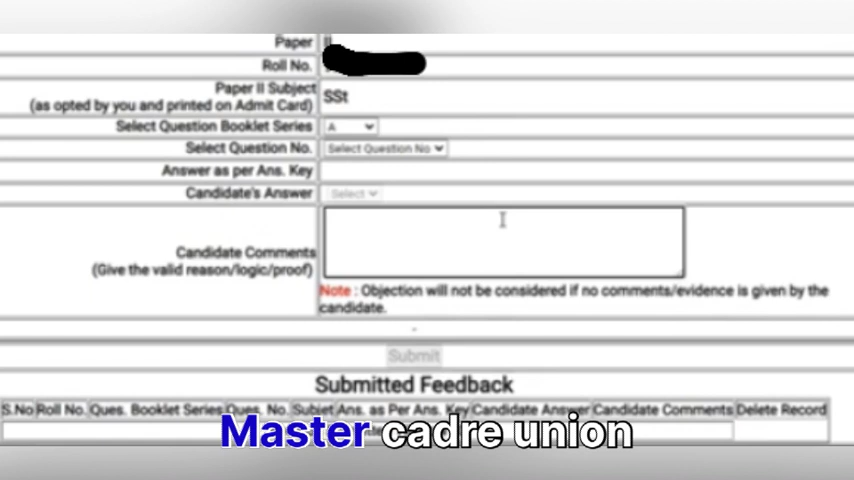 Paper II
Roll No.
Paper II Subject
(as opted by you and printed on Admit Card) SSt
Select Question Booklet Series A
Select Question No. Select Question No
Answer as per Ans. Key
Candidate's Answer Select
Candidate Comments
(Give the valid reason/logic/proof)
Note : Objection will not be considered if no comments/evidence is given by the
candidate.
Submit
Submitted Feedback
S.No Roll No. Ques. Booklet Series Ques. No. Subjet Ans. as Per Ans. Key Candidate Answer Candidate Comments Delete Record
Master cadre union